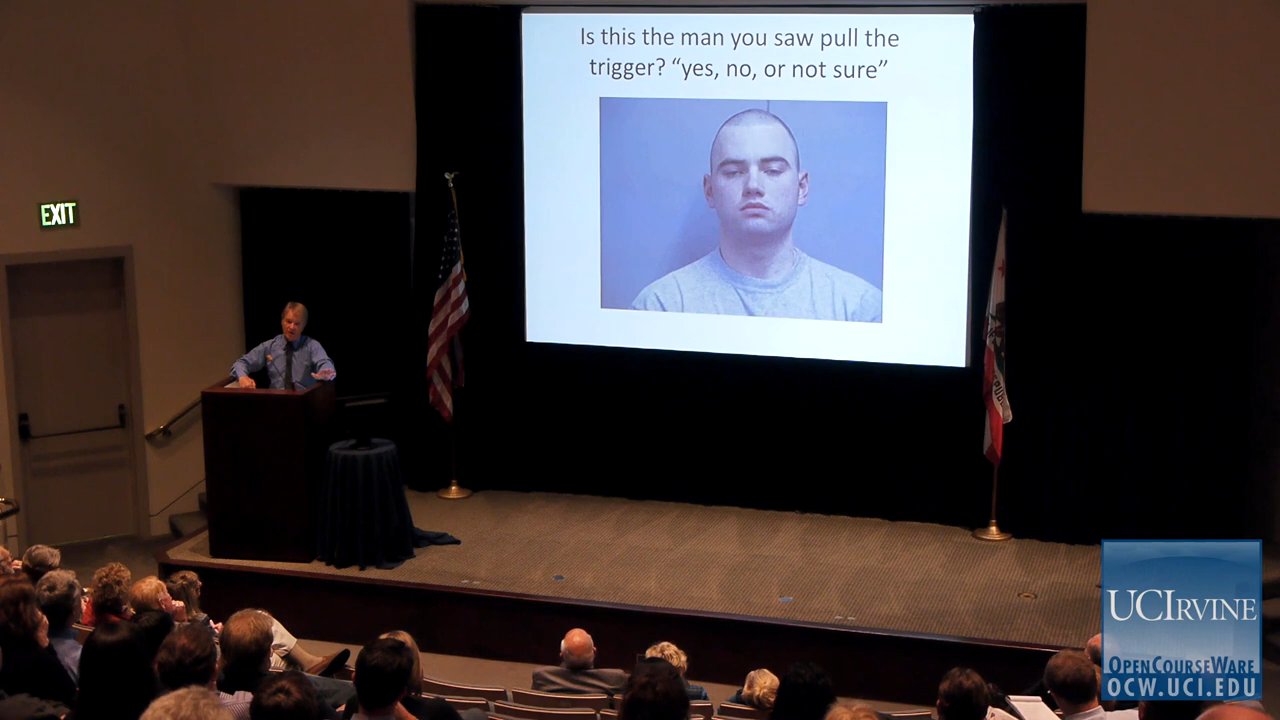 Is this the man you saw pull the
trigger? “yes, no, or not sure”
EXIT
UCIRVINE
OPENCOURSEWARE
OCW.UCI.EDU